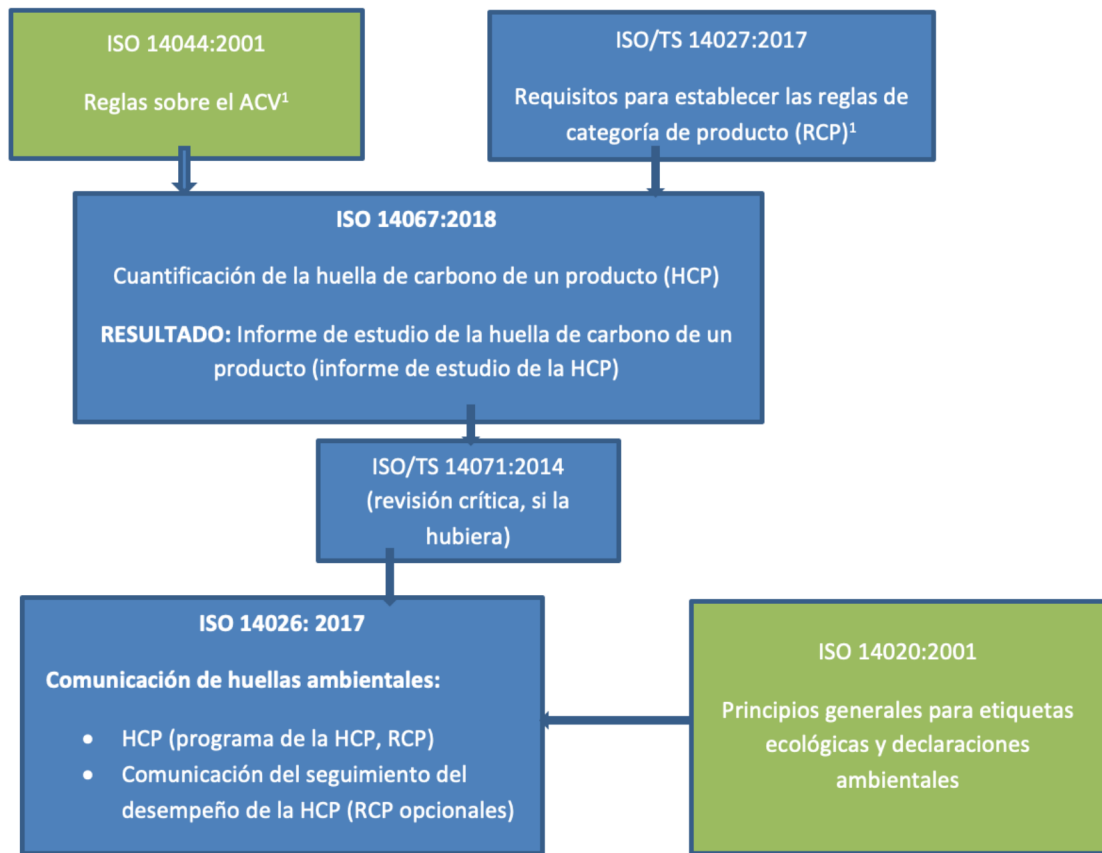 ISO 14044:2001
Reglas sobre el ACV¹
ISO/TS 14027:2017
Requisitos para establecer las reglas de
categoría de producto (RCP)¹
ISO 14067:2018
Cuantificación de la huella de carbono de un producto (HCP)
RESULTADO: Informe de estudio de la huella de carbono de un
producto (informe de estudio de la HCP)
ISO/TS 14071:2014
(revisión crítica, si la
hubiera)
ISO 14026: 2017
Comunicación de huellas ambientales:
• HCP (programa de la HCP, RCP)
• Comunicación del seguimiento del
desempeño de la HCP (RCP opcionales)
ISO 14020:2001
Principios generales para etiquetas
ecológicas y declaraciones
ambientales